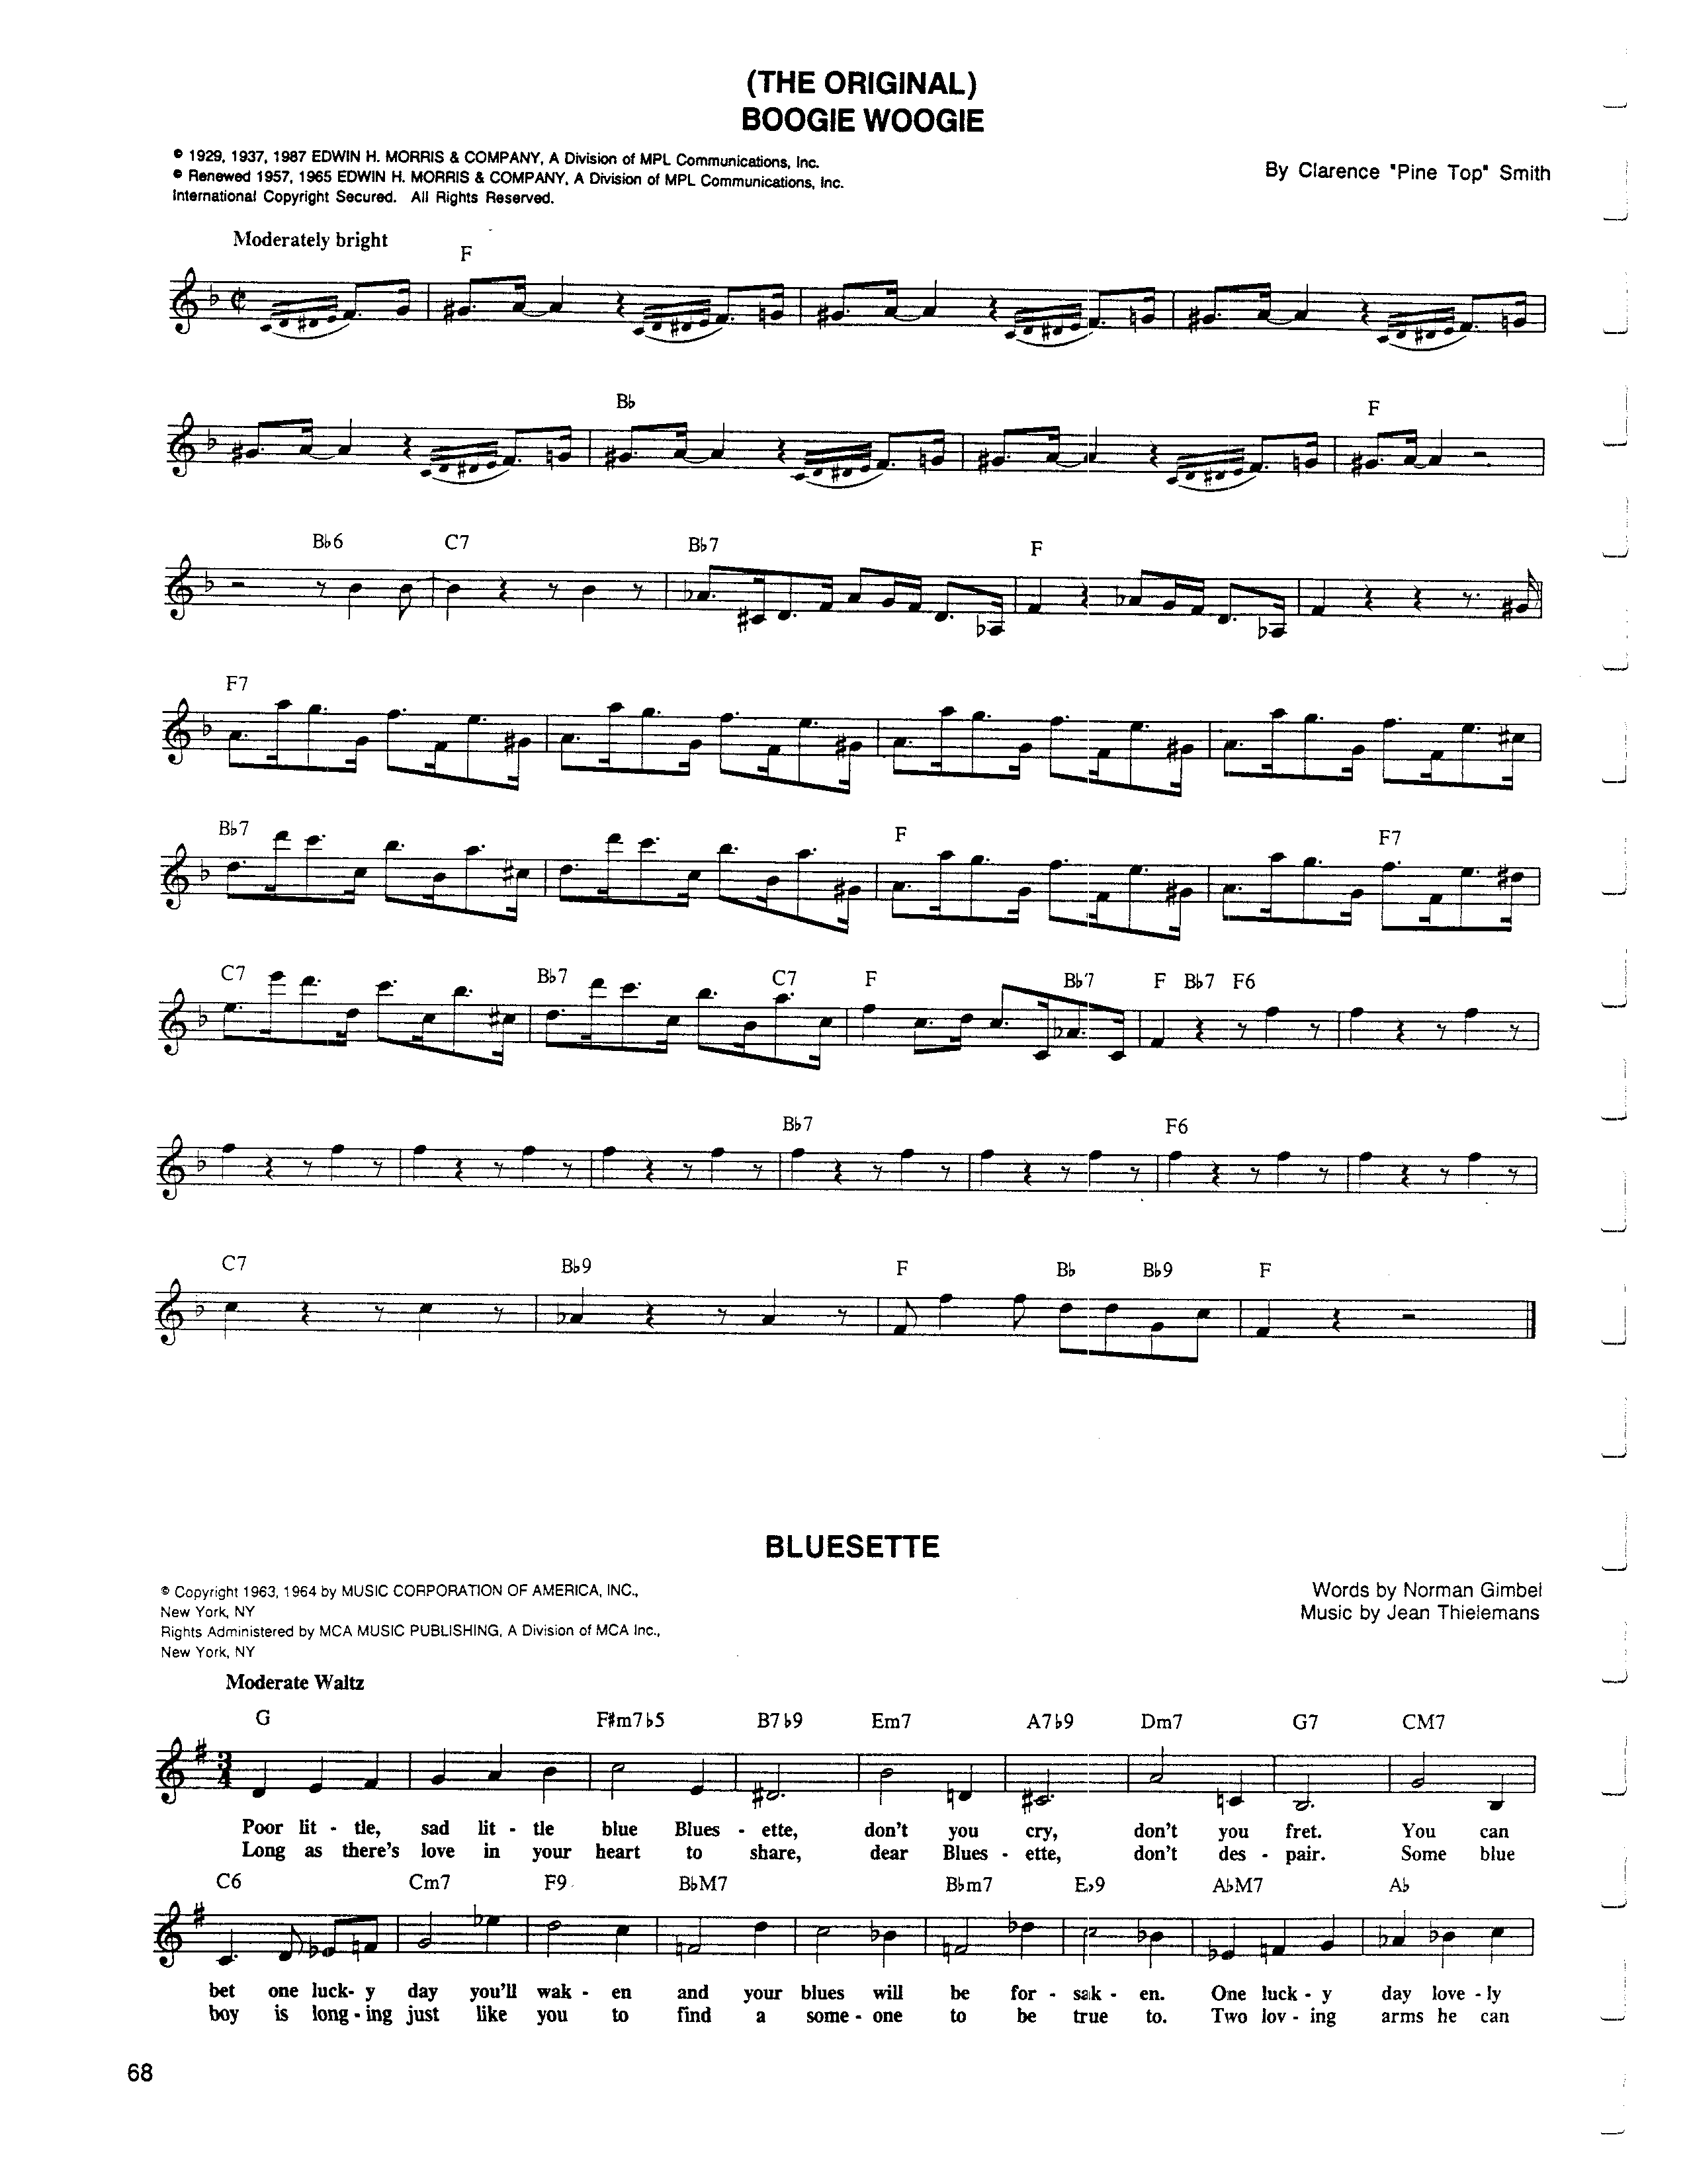 (THE ORIGINAL)
BOOGIE WOOGIE
© 1929, 1937, 1987 EDWIN H. MORRIS & COMPANY, A Division of MPL Communications, Inc.
© Renewed 1957, 1965 EDWIN H. MORRIS & COMPANY, A Division of MPL Communications, Inc.
International Copyright Secured. All Rights Reserved.
By Clarence "Pine Top" Smith
Moderately bright
F
B♭ F
B♭6 C7 B♭7 F
F7
B♭7 F F7
C7 B♭7 C7 F B♭7 F B♭7 F6
B♭7 F6
C7 B♭9 F B♭ B♭9 F
BLUESETTE
© Copyright 1963, 1964 by MUSIC CORPORATION OF AMERICA, INC.,
New York, NY
Rights Administered by MCA MUSIC PUBLISHING, A Division of MCA Inc.,
New York, NY
Words by Norman Gimbel
Music by Jean Thielemans
Moderate Waltz
G F#m7♭5 B7♭9 Em7 A7♭9 Dm7 G7 CM7
3
4
Poor lit - tle, sad lit - tle blue Blues - ette, don't you cry, don't you fret. You can
Long as there's love in your heart to share, dear Blues - ette, don't des - pair. Some blue
C6 Cm7 F9 B♭M7 B♭m7 E♭9 A♭M7 A♭
bet one luck- y day you'll wak - en and your blues will be for - sak - en. One luck - y day love - ly
boy is long - ing just like you to find a some - one to be true to. Two lov - ing arms he can
68